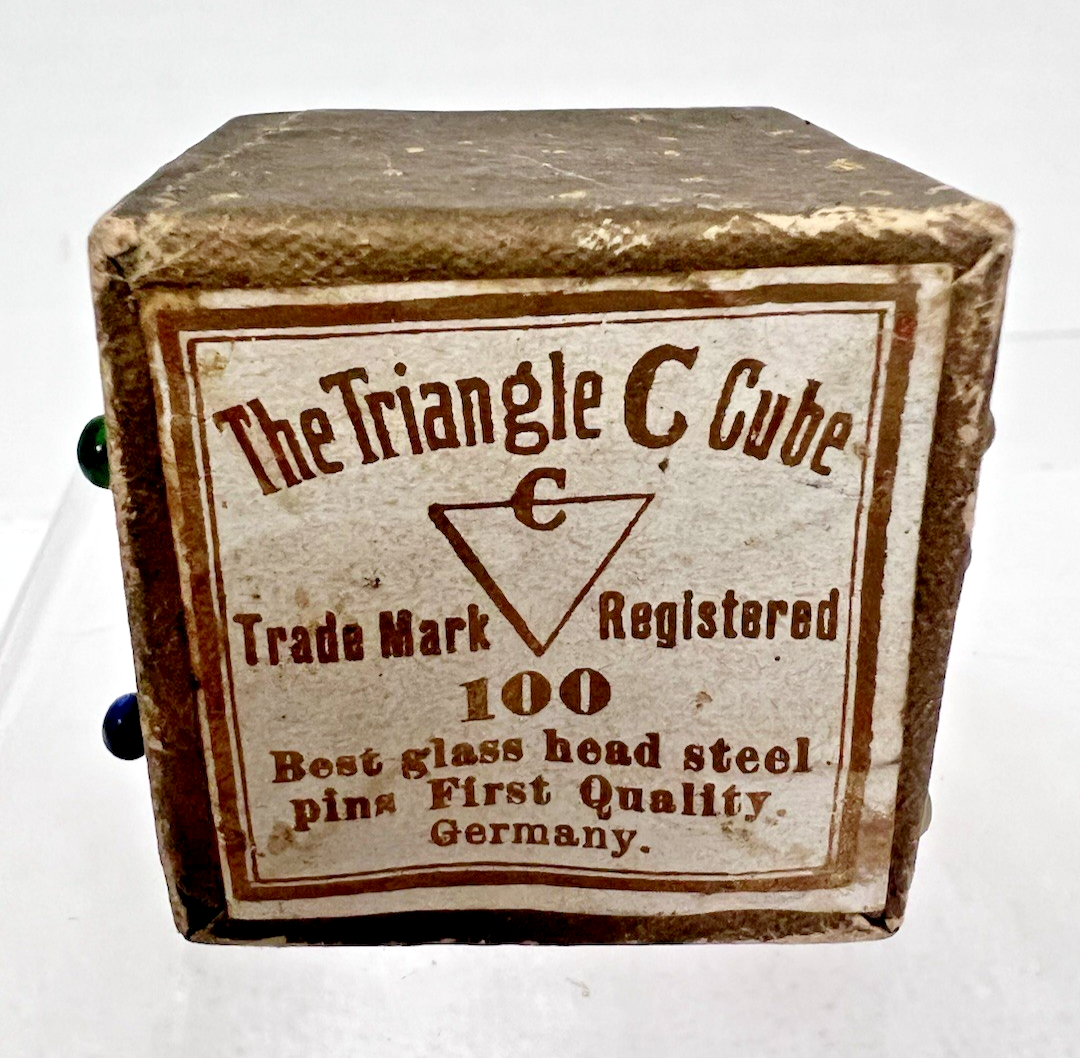 The Triangle C Cube
C
Trade Mark Registered
100
Best glass head steel
pins First Quality.
Germany.